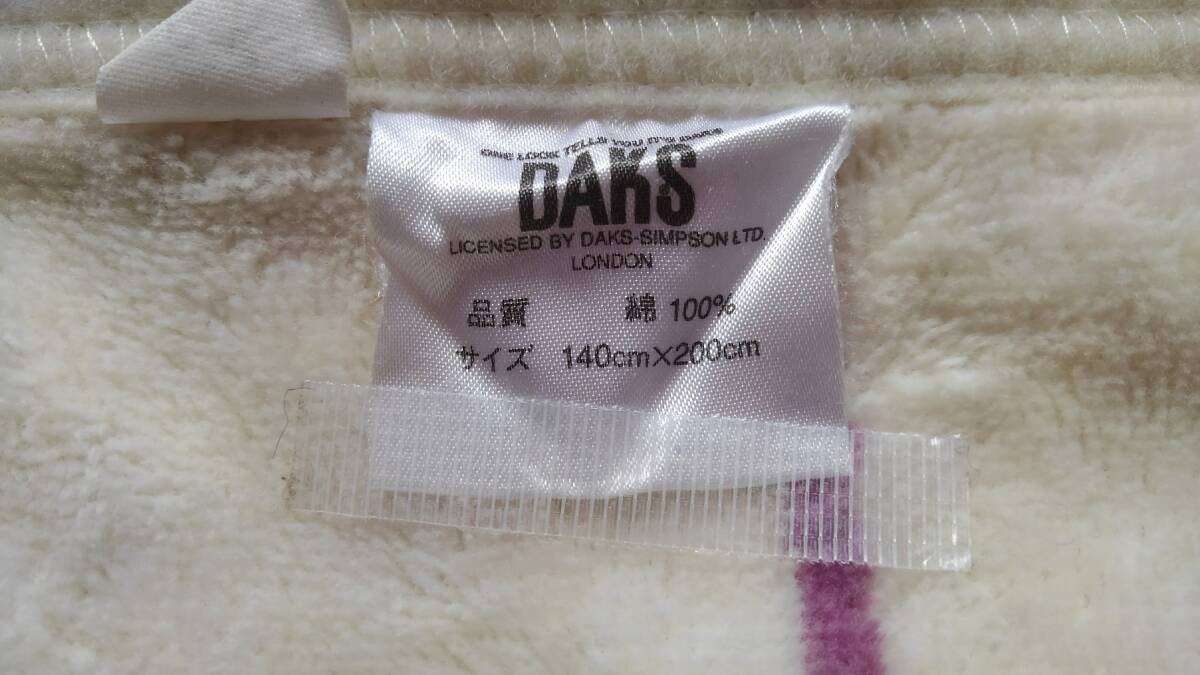 ONE LOOK TELLS YOU IT'S DAKS
DAKS
LICENSED BY DAKS-SIMPSON LTD.
LONDON
品質 綿 100%
サイズ 140cm×200cm